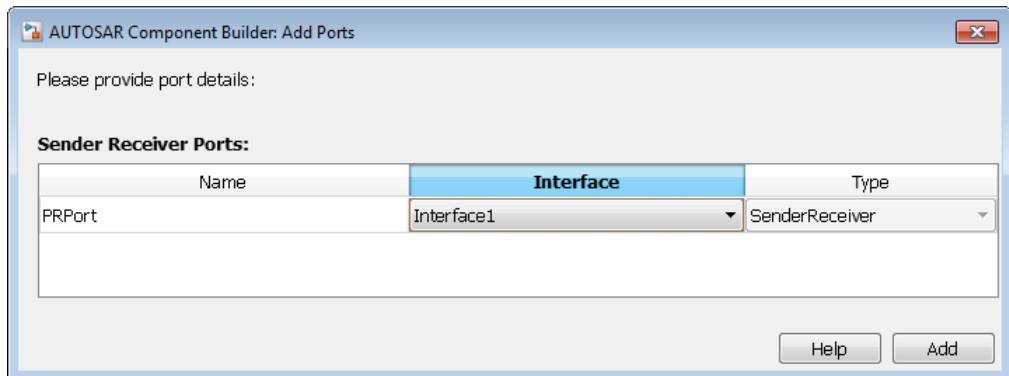 AUTOSAR Component Builder: Add Ports
Please provide port details:
Sender Receiver Ports:
Name Interface Type
PRPort Interface1 SenderReceiver
Help Add